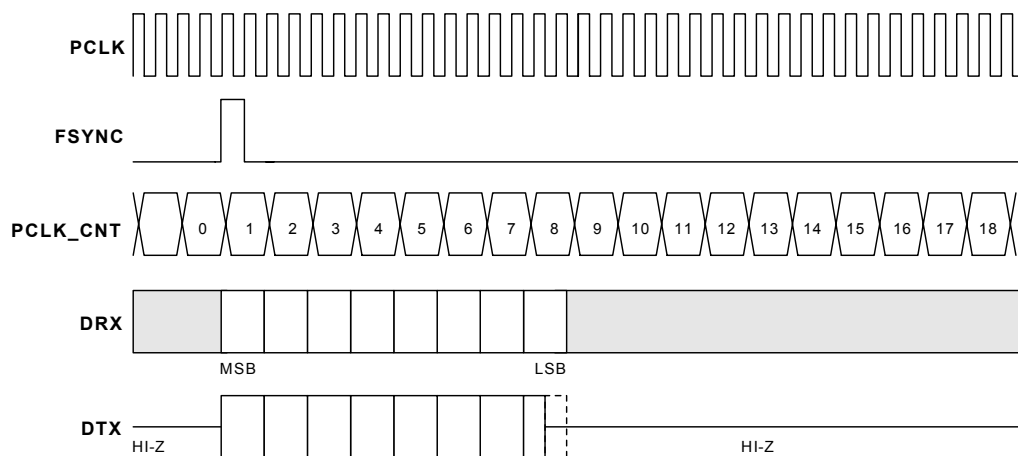 PCLK
FSYNC
PCLK_CNT 0 1 2 3 4 5 6 7 8 9 10 11 12 13 14 15 16 17 18
DRX
MSB LSB
DTX
HI-Z HI-Z